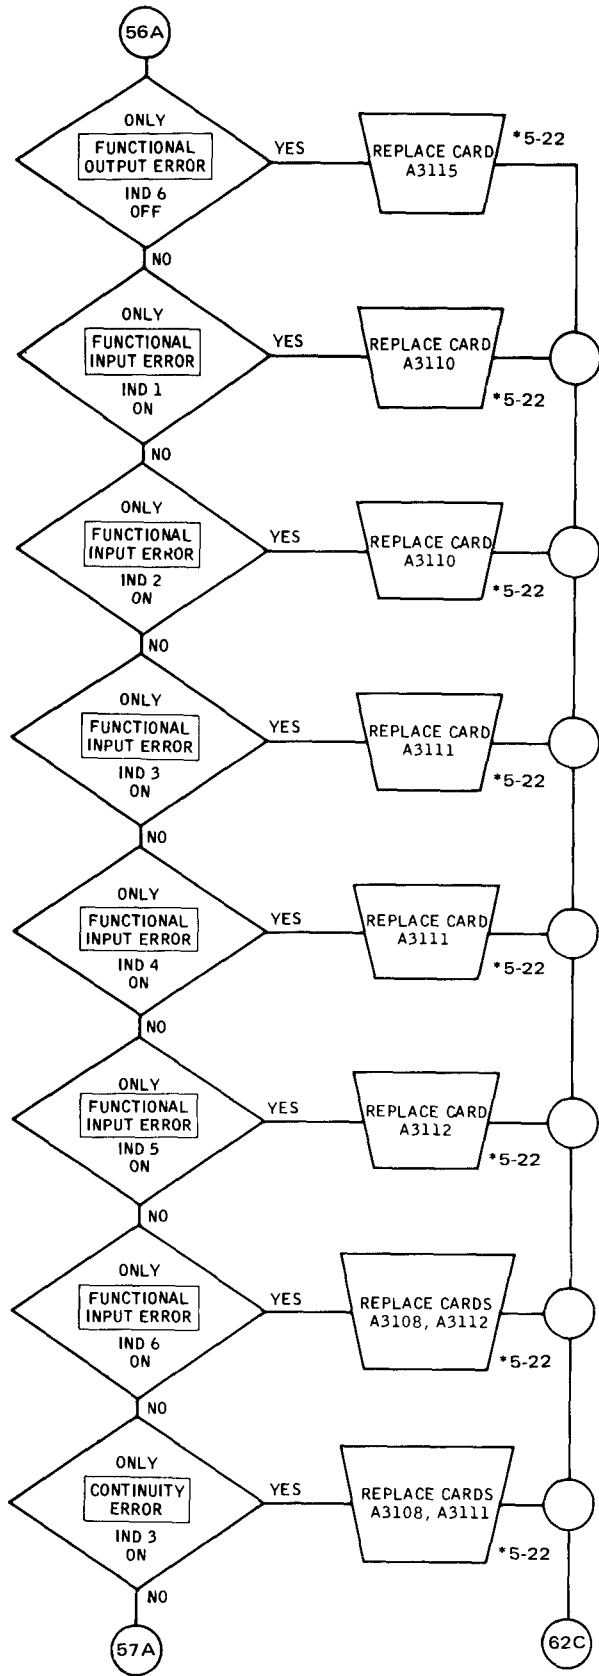 56A
ONLY
FUNCTIONAL
OUTPUT ERROR
IND 6
OFF
YES
REPLACE CARD
A3115
*5-22
NO
ONLY
FUNCTIONAL
INPUT ERROR
IND 1
ON
YES
REPLACE CARD
A3110
*5-22
NO
ONLY
FUNCTIONAL
INPUT ERROR
IND 2
ON
YES
REPLACE CARD
A3110
*5-22
NO
ONLY
FUNCTIONAL
INPUT ERROR
IND 3
ON
YES
REPLACE CARD
A3111
*5-22
NO
ONLY
FUNCTIONAL
INPUT ERROR
IND 4
ON
YES
REPLACE CARD
A3111
*5-22
NO
ONLY
FUNCTIONAL
INPUT ERROR
IND 5
ON
YES
REPLACE CARD
A3112
*5-22
NO
ONLY
FUNCTIONAL
INPUT ERROR
IND 6
ON
YES
REPLACE CARDS
A3108, A3112
*5-22
NO
ONLY
CONTINUITY
ERROR
IND 3
ON
YES
REPLACE CARDS
A3108, A3111
*5-22
NO
57A
62C